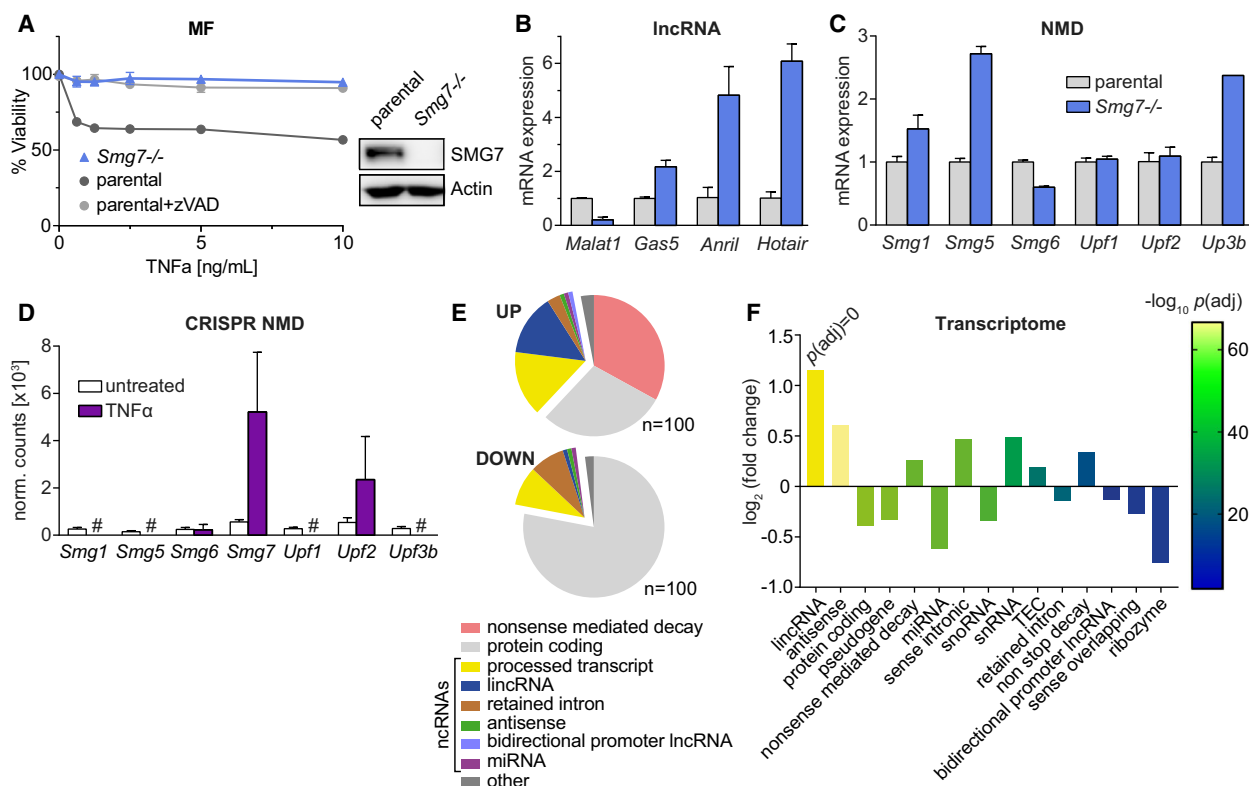 A
MF
% Viability
100
50
0
0
5
10
TNFa [ng/mL]
Smg7-/-
parental
parental+zVAD
parental
Smg7-/-
SMG7
Actin
B
lncRNA
mRNA expression
6
4
2
0
Malat1 Gas5 Anril Hotair
C
NMD
mRNA expression
3
2
1
0
parental
Smg7-/-
Smg1 Smg5 Smg6 Upf1 Upf2 Up3b
D
CRISPR NMD
norm. counts [x10³]
8
6
4
2
0
untreated
TNFα
# # # #
Smg1 Smg5 Smg6 Smg7 Upf1 Upf2 Upf3b
E
UP
n=100
DOWN
n=100
nonsense mediated decay
protein coding
ncRNAs
processed transcript
lincRNA
retained intron
antisense
bidirectional promoter lncRNA
miRNA
other
F
Transcriptome
log₂ (fold change)
1.5
1.0
0.5
0
-0.5
-1.0
p(adj)=0
lincRNA
antisense
protein coding
pseudogene
nonsense mediated decay
miRNA
sense intronic
snoRNA
snRNA
TEC
retained intron
non stop decay
bidirectional promoter lncRNA
sense overlapping
ribozyme
-log₁₀ p(adj)
60
40
20